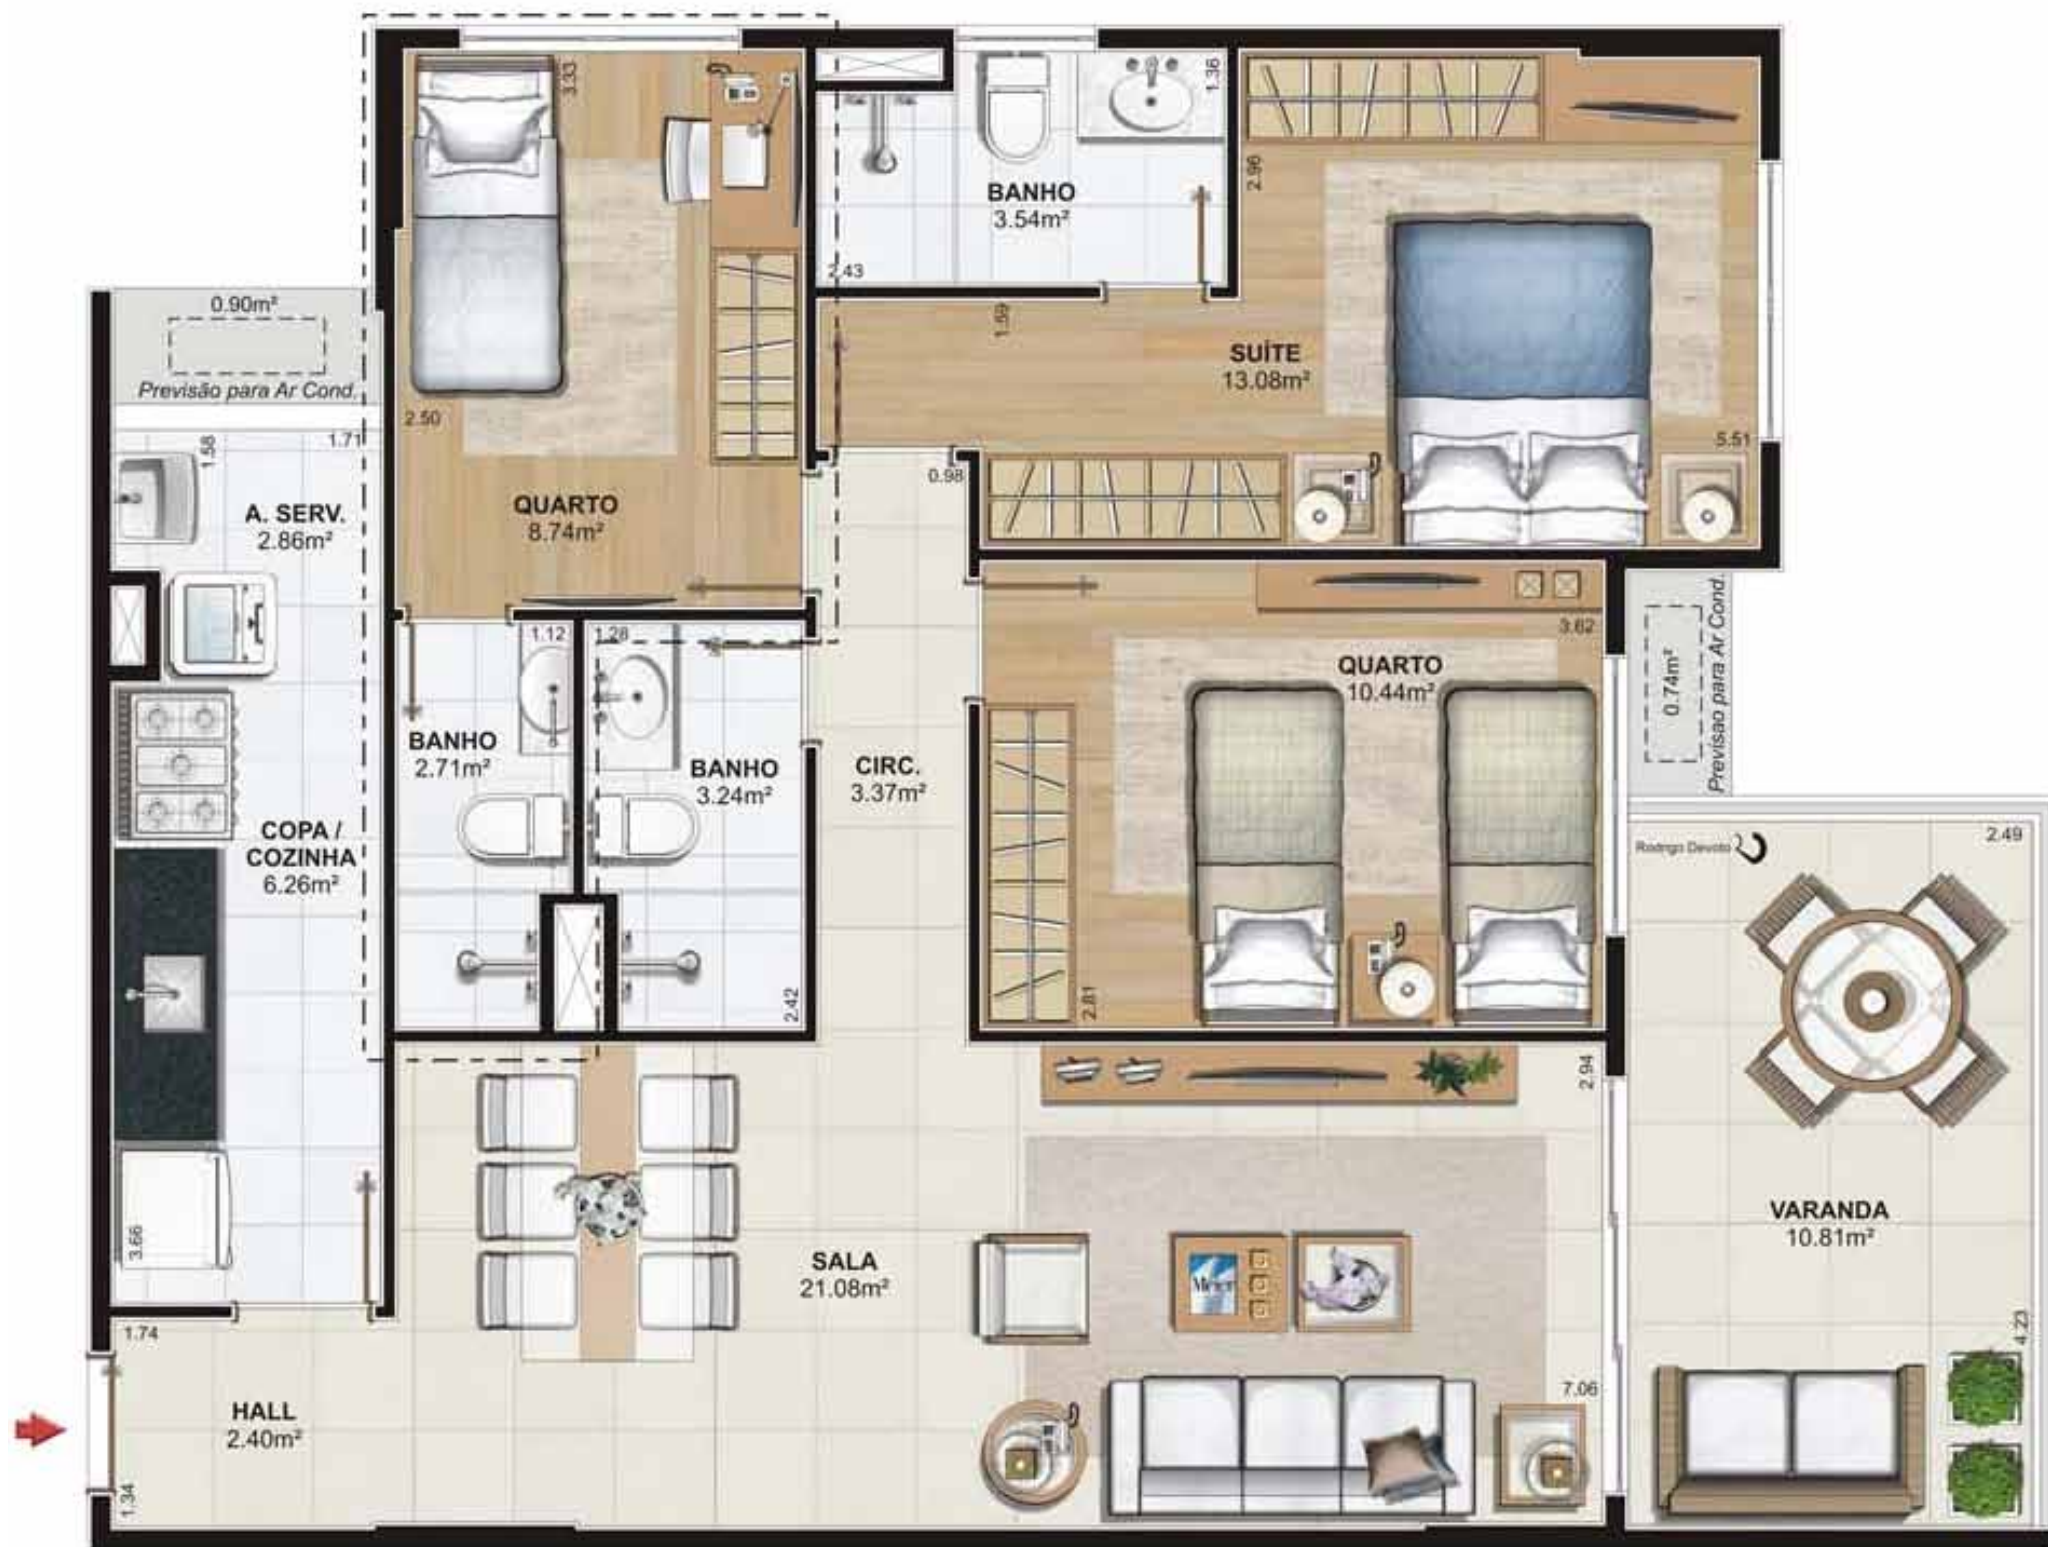 3.33
1.36
BANHO
3.54m²
2.96
2.43
0.90m²
Previsão para Ar Cond.
1.59
SUÍTE
13.08m²
2.50
1.58
1.71
5.51
0.98
A. SERV.
2.86m²
QUARTO
8.74m²
1.12
1.28
3.62
QUARTO
10.44m²
0.74m²
Previsao para Ar Cond.
BANHO
2.71m²
BANHO
3.24m²
CIRC.
3.37m²
COPA /
COZINHA
6.26m²
2.49
Rodrigo Devoto
2.42
2.81
2.94
VARANDA
10.81m²
3.66
SALA
21.08m²
Meier
1.74
4.23
7.06
HALL
2.40m²
1.34